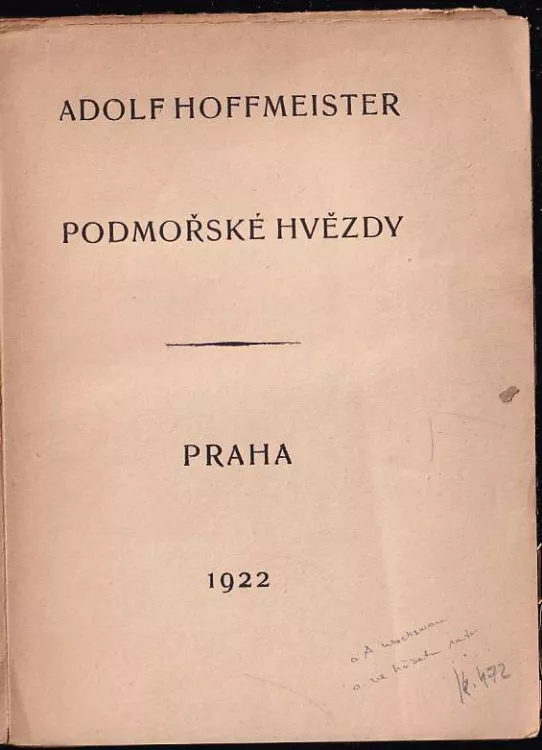 ADOLF HOFFMEISTER
PODMOŘSKÉ HVĚZDY
PRAHA
1922